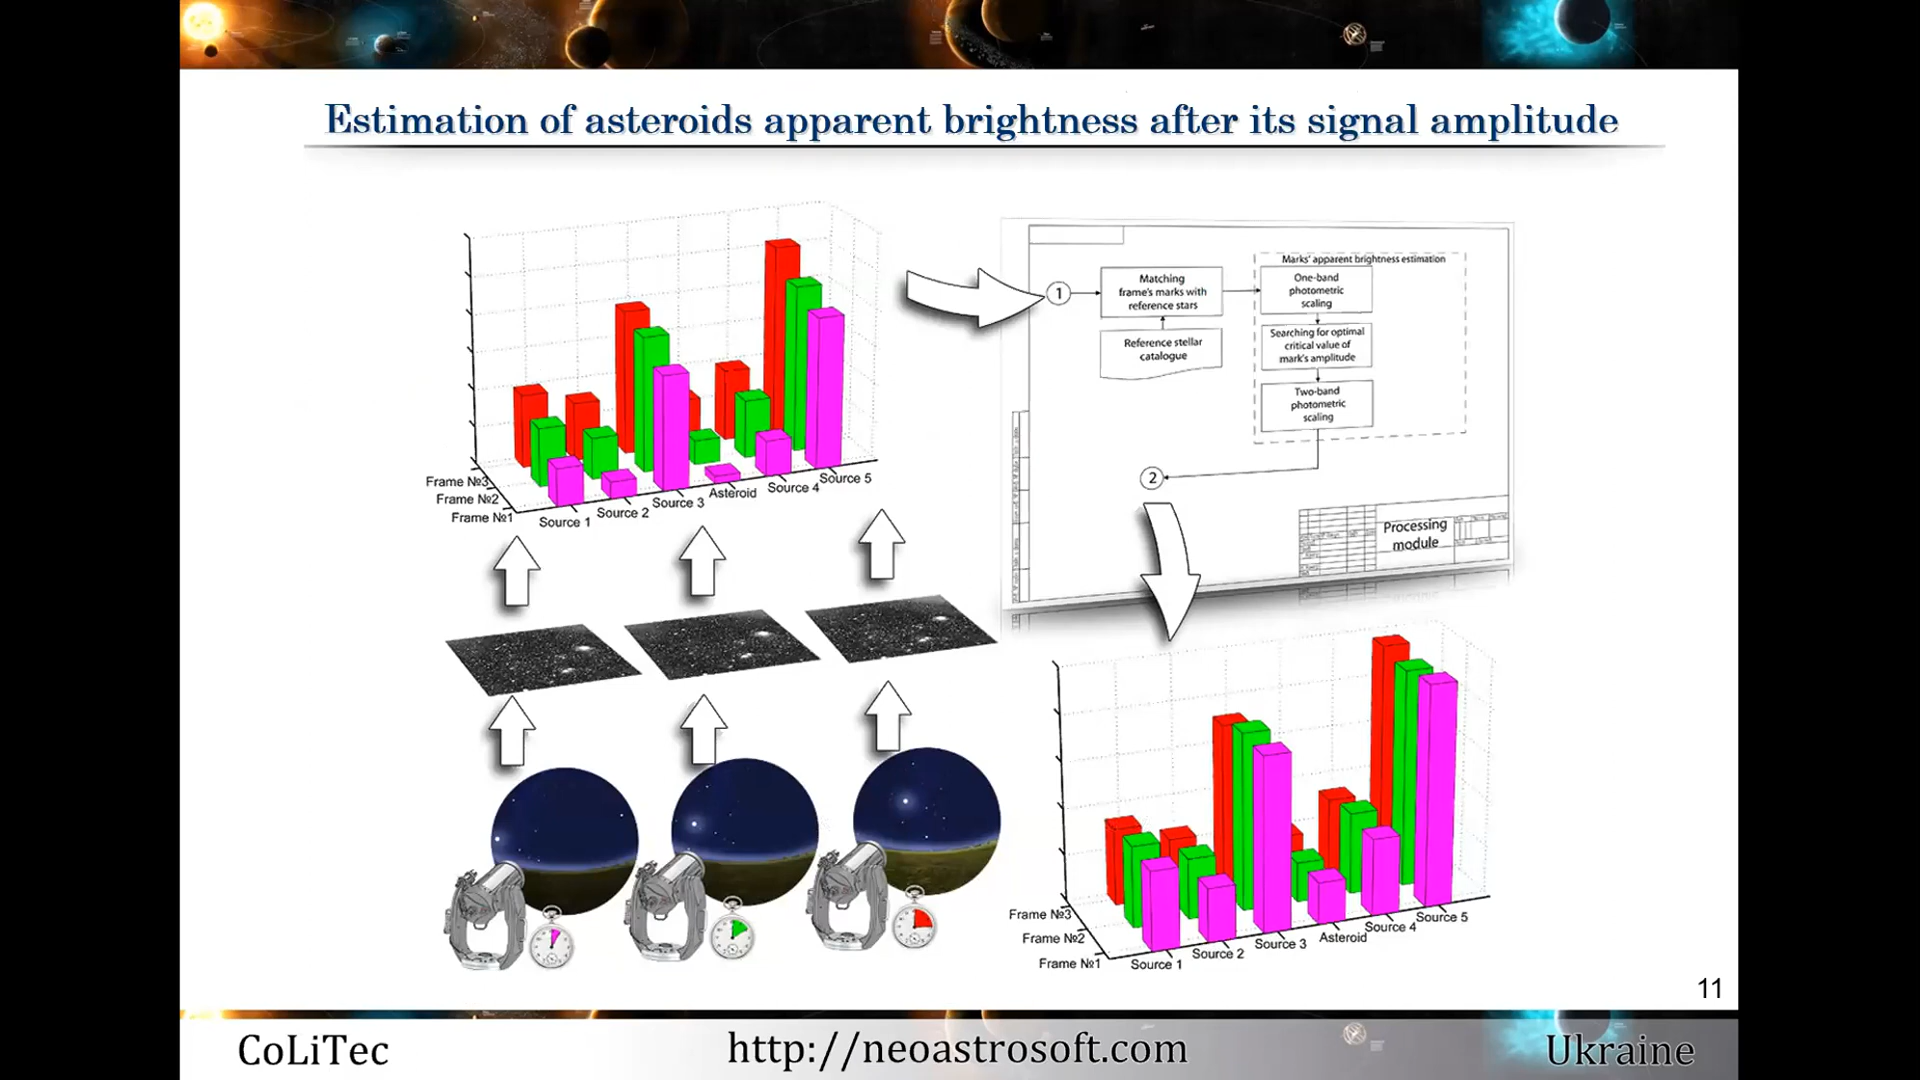 Estimation of asteroids apparent brightness after its signal amplitude
Frame №3
Frame №2
Frame №1
Source 1
Source 2
Source 3
Asteroid
Source 4
Source 5
1
Matching
frame's marks with
reference stars
Reference stellar
catalogue
Marks' apparent brightness estimation
One-band
photometric
scaling
Searching for optimal
critical value of
mark's amplitude
Two-band
photometric
scaling
2
Processing
module
Frame №3
Frame №2
Frame №1
Source 1
Source 2
Source 3
Asteroid
Source 4
Source 5
11
CoLiTec
http://neoastrosoft.com
Ukraine